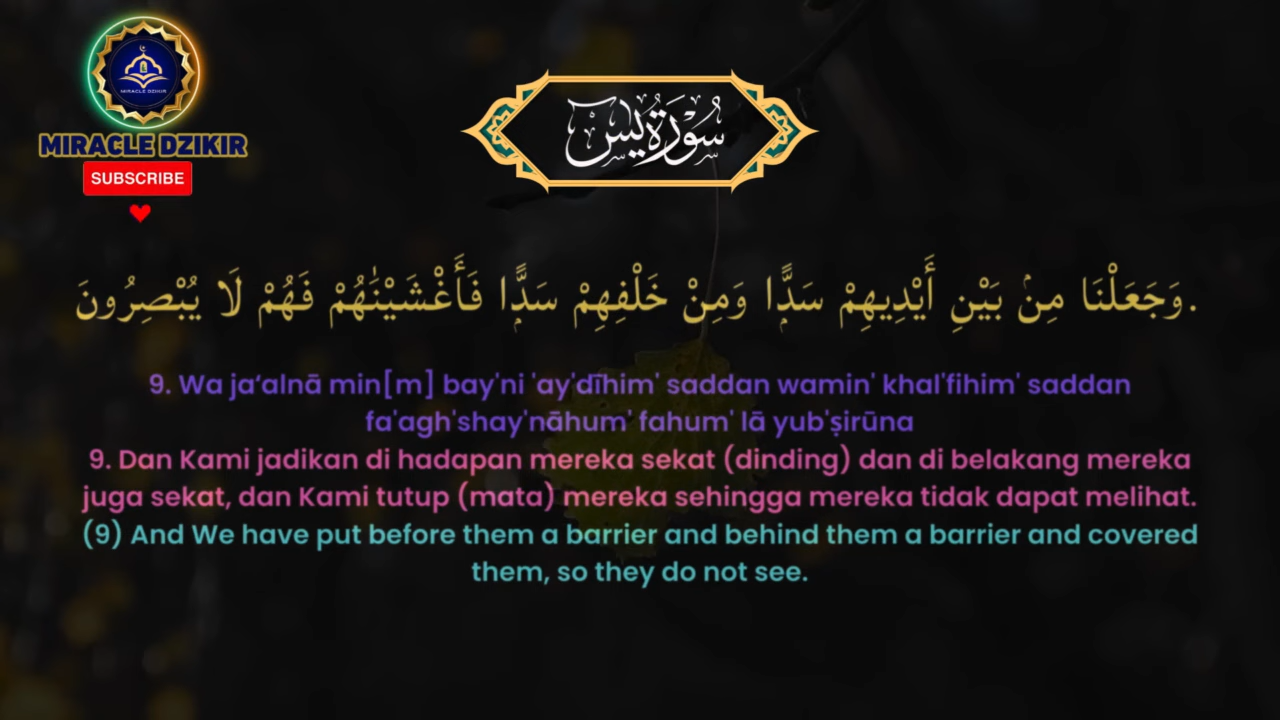 MIRACLE DZIKIR
MIRACLE DZIKIR
SUBSCRIBE
سُوْرَةُ يٰسٓ
وَجَعَلْنَا مِنْۢ بَيْنِ أَيْدِيهِمْ سَدًّۭا وَمِنْ خَلْفِهِمْ سَدًّۭا فَأَغْشَيْنَٰهُمْ فَهُمْ لَا يُبْصِرُونَ.
9. Wa ja‘alnā min[m] bay'ni 'ay'dīhim' saddan wamin' khal'fihim' saddan
fa'agh'shay'nāhum' fahum' lā yub'ṣirūna
9. Dan Kami jadikan di hadapan mereka sekat (dinding) dan di belakang mereka
juga sekat, dan Kami tutup (mata) mereka sehingga mereka tidak dapat melihat.
(9) And We have put before them a barrier and behind them a barrier and covered
them, so they do not see.